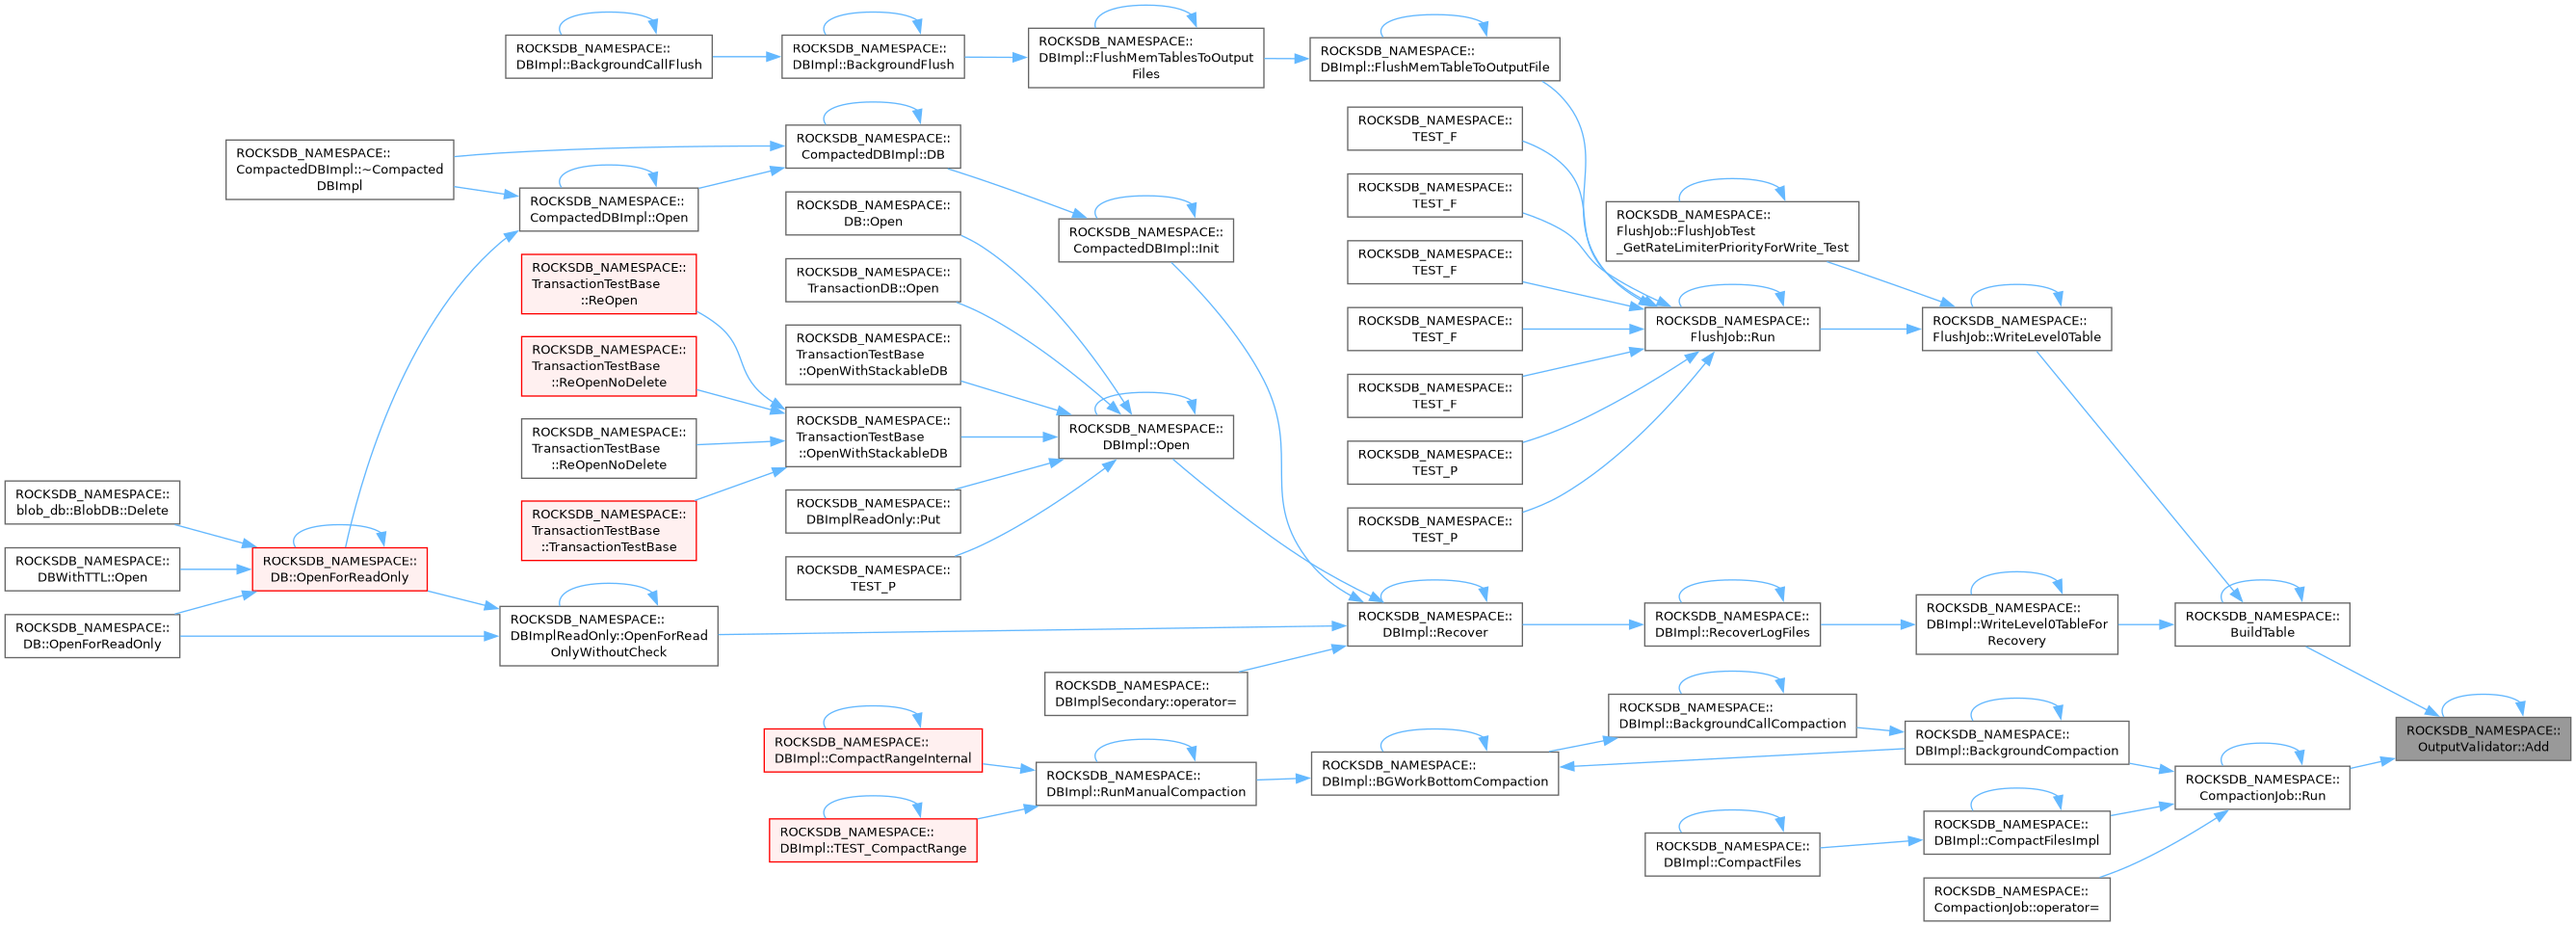 ROCKSDB_NAMESPACE::
DBImpl::BackgroundCallFlush
ROCKSDB_NAMESPACE::
DBImpl::BackgroundFlush
ROCKSDB_NAMESPACE::
DBImpl::FlushMemTablesToOutput
Files
ROCKSDB_NAMESPACE::
DBImpl::FlushMemTableToOutputFile
ROCKSDB_NAMESPACE::
TEST_F
ROCKSDB_NAMESPACE::
CompactedDBImpl::DB
ROCKSDB_NAMESPACE::
CompactedDBImpl::~Compacted
DBImpl
ROCKSDB_NAMESPACE::
TEST_F
ROCKSDB_NAMESPACE::
CompactedDBImpl::Open
ROCKSDB_NAMESPACE::
DB::Open
ROCKSDB_NAMESPACE::
FlushJob::FlushJobTest
_GetRateLimiterPriorityForWrite_Test
ROCKSDB_NAMESPACE::
CompactedDBImpl::Init
ROCKSDB_NAMESPACE::
TEST_F
ROCKSDB_NAMESPACE::
TransactionTestBase
::ReOpen
ROCKSDB_NAMESPACE::
TransactionDB::Open
ROCKSDB_NAMESPACE::
TEST_F
ROCKSDB_NAMESPACE::
FlushJob::Run
ROCKSDB_NAMESPACE::
FlushJob::WriteLevel0Table
ROCKSDB_NAMESPACE::
TransactionTestBase
::ReOpenNoDelete
ROCKSDB_NAMESPACE::
TransactionTestBase
::OpenWithStackableDB
ROCKSDB_NAMESPACE::
TEST_F
ROCKSDB_NAMESPACE::
TransactionTestBase
::ReOpenNoDelete
ROCKSDB_NAMESPACE::
TransactionTestBase
::OpenWithStackableDB
ROCKSDB_NAMESPACE::
DBImpl::Open
ROCKSDB_NAMESPACE::
TEST_P
ROCKSDB_NAMESPACE::
blob_db::BlobDB::Delete
ROCKSDB_NAMESPACE::
TransactionTestBase
::TransactionTestBase
ROCKSDB_NAMESPACE::
DBImplReadOnly::Put
ROCKSDB_NAMESPACE::
TEST_P
ROCKSDB_NAMESPACE::
DBWithTTL::Open
ROCKSDB_NAMESPACE::
DB::OpenForReadOnly
ROCKSDB_NAMESPACE::
TEST_P
ROCKSDB_NAMESPACE::
DB::OpenForReadOnly
ROCKSDB_NAMESPACE::
DBImplReadOnly::OpenForRead
OnlyWithoutCheck
ROCKSDB_NAMESPACE::
DBImpl::Recover
ROCKSDB_NAMESPACE::
DBImpl::RecoverLogFiles
ROCKSDB_NAMESPACE::
DBImpl::WriteLevel0TableFor
Recovery
ROCKSDB_NAMESPACE::
BuildTable
ROCKSDB_NAMESPACE::
DBImplSecondary::operator=
ROCKSDB_NAMESPACE::
DBImpl::BackgroundCallCompaction
ROCKSDB_NAMESPACE::
DBImpl::BackgroundCompaction
ROCKSDB_NAMESPACE::
OutputValidator::Add
ROCKSDB_NAMESPACE::
DBImpl::CompactRangeInternal
ROCKSDB_NAMESPACE::
DBImpl::RunManualCompaction
ROCKSDB_NAMESPACE::
DBImpl::BGWorkBottomCompaction
ROCKSDB_NAMESPACE::
CompactionJob::Run
ROCKSDB_NAMESPACE::
DBImpl::TEST_CompactRange
ROCKSDB_NAMESPACE::
DBImpl::CompactFiles
ROCKSDB_NAMESPACE::
DBImpl::CompactFilesImpl
ROCKSDB_NAMESPACE::
CompactionJob::operator=